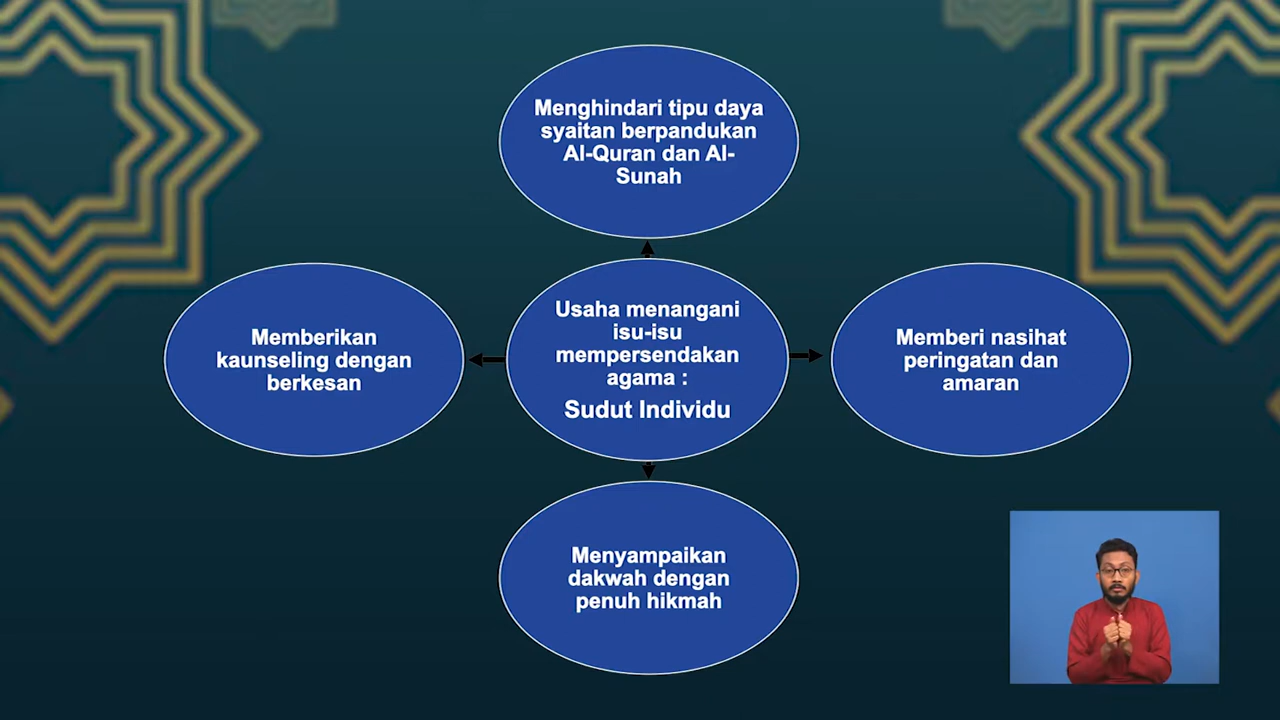 Menghindari tipu daya
syaitan berpandukan
Al-Quran dan Al-
Sunah
Memberikan
kaunseling dengan
berkesan
Usaha menangani
isu-isu
mempersendakan
agama :
Sudut Individu
Memberi nasihat
peringatan dan
amaran
Menyampaikan
dakwah dengan
penuh hikmah